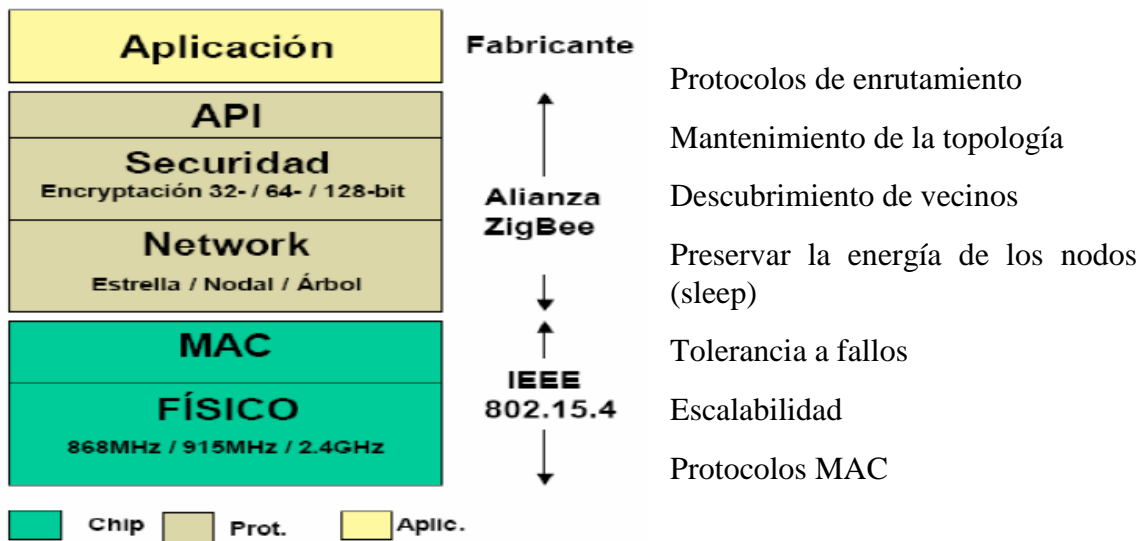 Aplicación
API
Securidad
Encryptación 32- / 64- / 128-bit
Network
Estrella / Nodal / Árbol
MAC
FÍSICO
868MHz / 915MHz / 2.4GHz
Chip
Prot.
Aplic.
Fabricante
Alianza
ZigBee
IEEE
802.15.4
Protocolos de enrutamiento
Mantenimiento de la topología
Descubrimiento de vecinos
Preservar la energía de los nodos
(sleep)
Tolerancia a fallos
Escalabilidad
Protocolos MAC